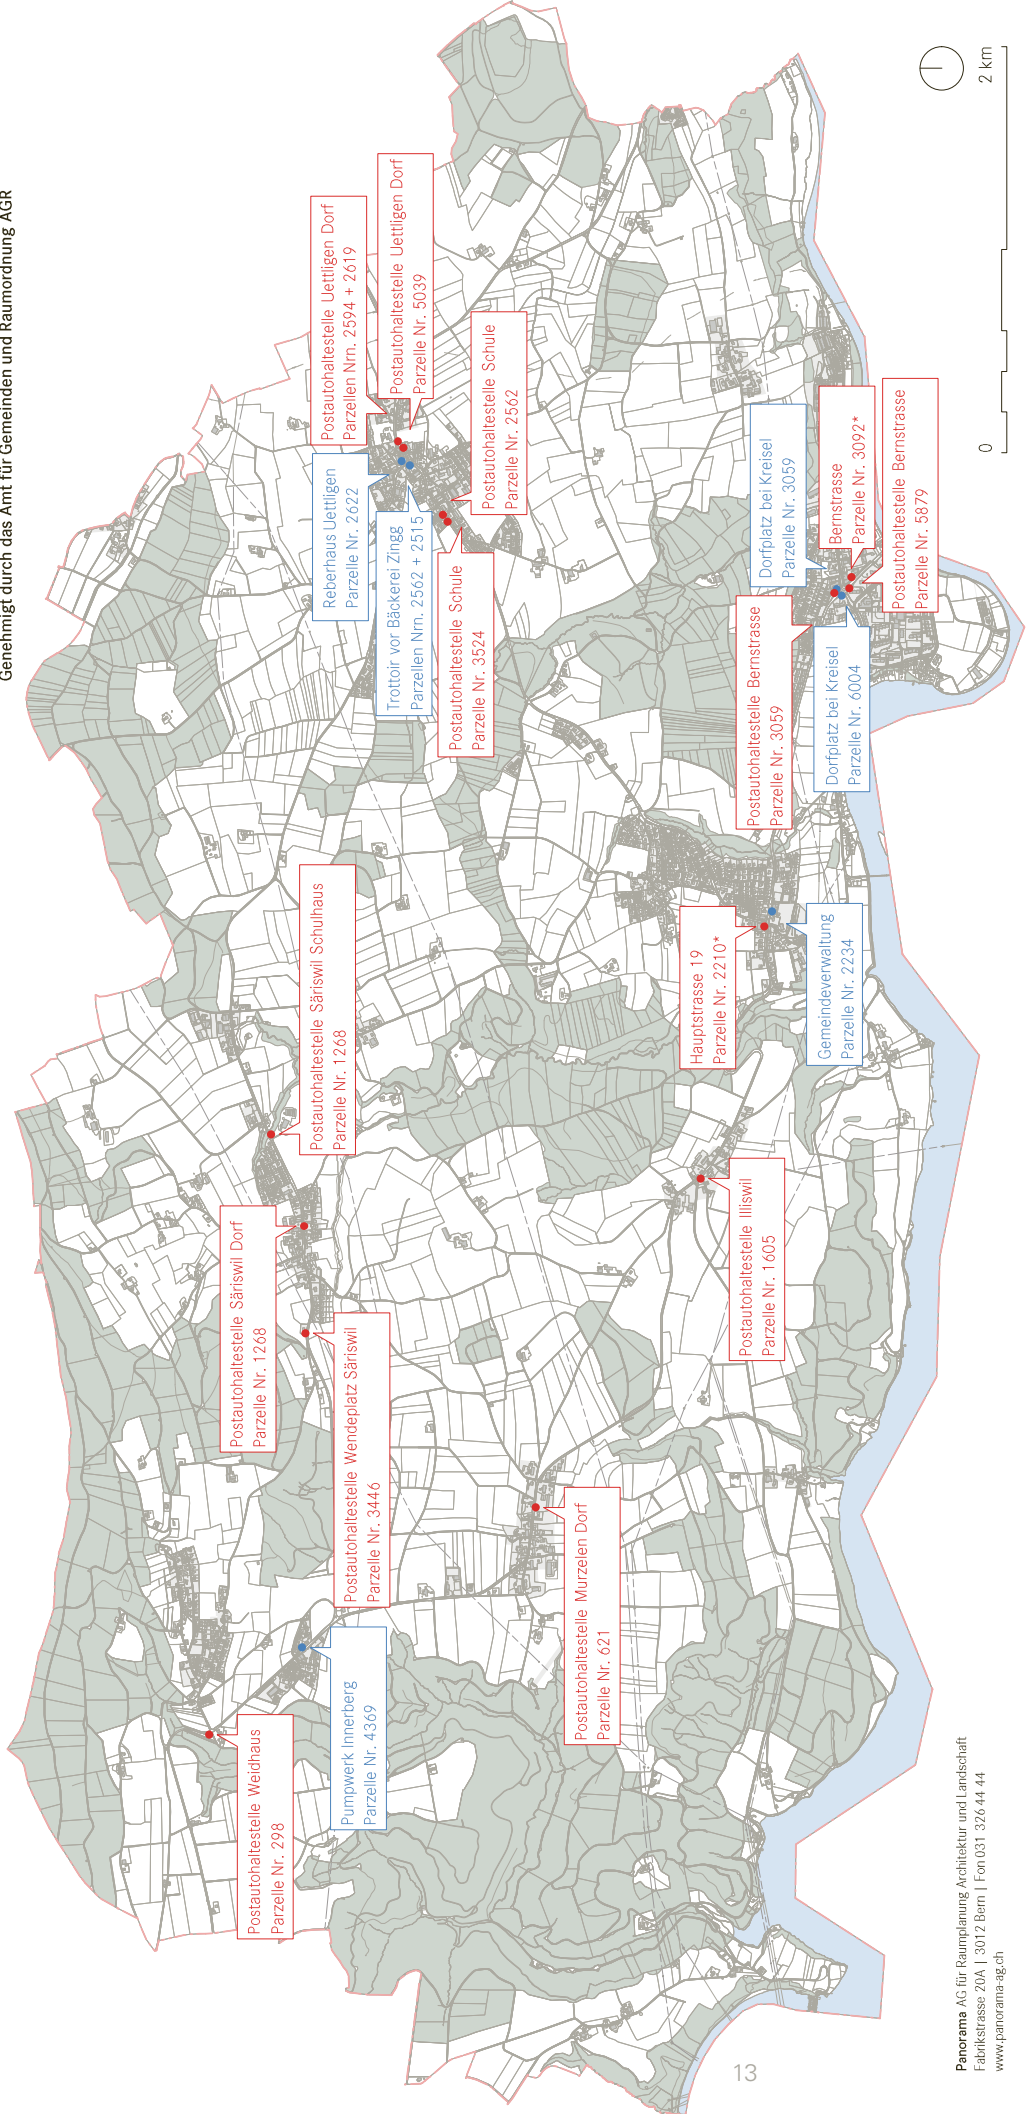 Genehmigt durch das Amt für Gemeinden und Raumordnung AGR
Postautohaltestelle Weidhaus
Parzelle Nr. 298
Pumpwerk Innerberg
Parzelle Nr. 4369
Postautohaltestelle Säriswil Dorf
Parzelle Nr. 1268
Postautohaltestelle Wendeplatz Säriswil
Parzelle Nr. 3446
Postautohaltestelle Säriswil Schulhaus
Parzelle Nr. 1268
Postautohaltestelle Murzelen Dorf
Parzelle Nr. 621
Postautohaltestelle Illiswil
Parzelle Nr. 1605
Hauptstrasse 19
Parzelle Nr. 2210*
Gemeindeverwaltung
Parzelle Nr. 2234
Reberhaus Uettligen
Parzelle Nr. 2622
Trottoir vor Bäckerei Zingg
Parzellen Nrn. 2562 + 2515
Postautohaltestelle Schule
Parzelle Nr. 3524
Postautohaltestelle Uettligen Dorf
Parzellen Nrn. 2594 + 2619
Postautohaltestelle Uettligen Dorf
Parzelle Nr. 5039
Postautohaltestelle Schule
Parzelle Nr. 2562
Postautohaltestelle Bernstrasse
Parzelle Nr. 3059
Dorfplatz bei Kreisel
Parzelle Nr. 6004
Dorfplatz bei Kreisel
Parzelle Nr. 3059
Bernstrasse
Parzelle Nr. 3092*
Postautohaltestelle Bernstrasse
Parzelle Nr. 5879
0
2 km
Panorama AG für Raumplanung Architektur und Landschaft
Fabrikstrasse 20A | 3012 Bern | Fon 031 326 44 44
www.panorama-ag.ch
13